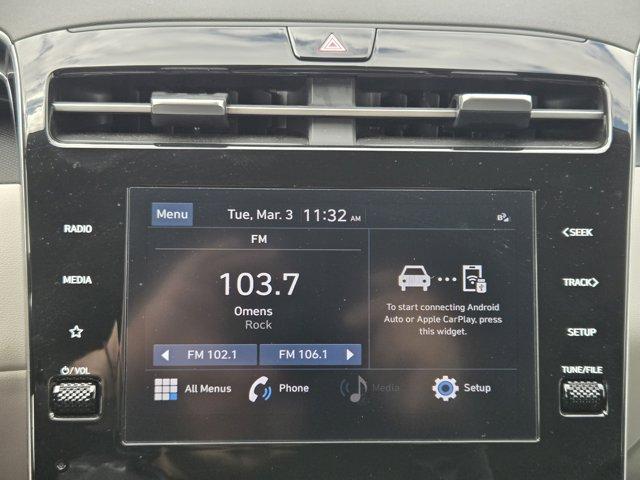 Menu
Tue, Mar. 3 11:32 AM
FM
103.7
Omens
Rock
FM 102.1
FM 106.1
To start connecting Android
Auto or Apple CarPlay, press
this widget.
All Menus
Phone
Media
Setup
RADIO
MEDIA
/VOL
<SEEK
TRACK>
SETUP
TUNE/FILE